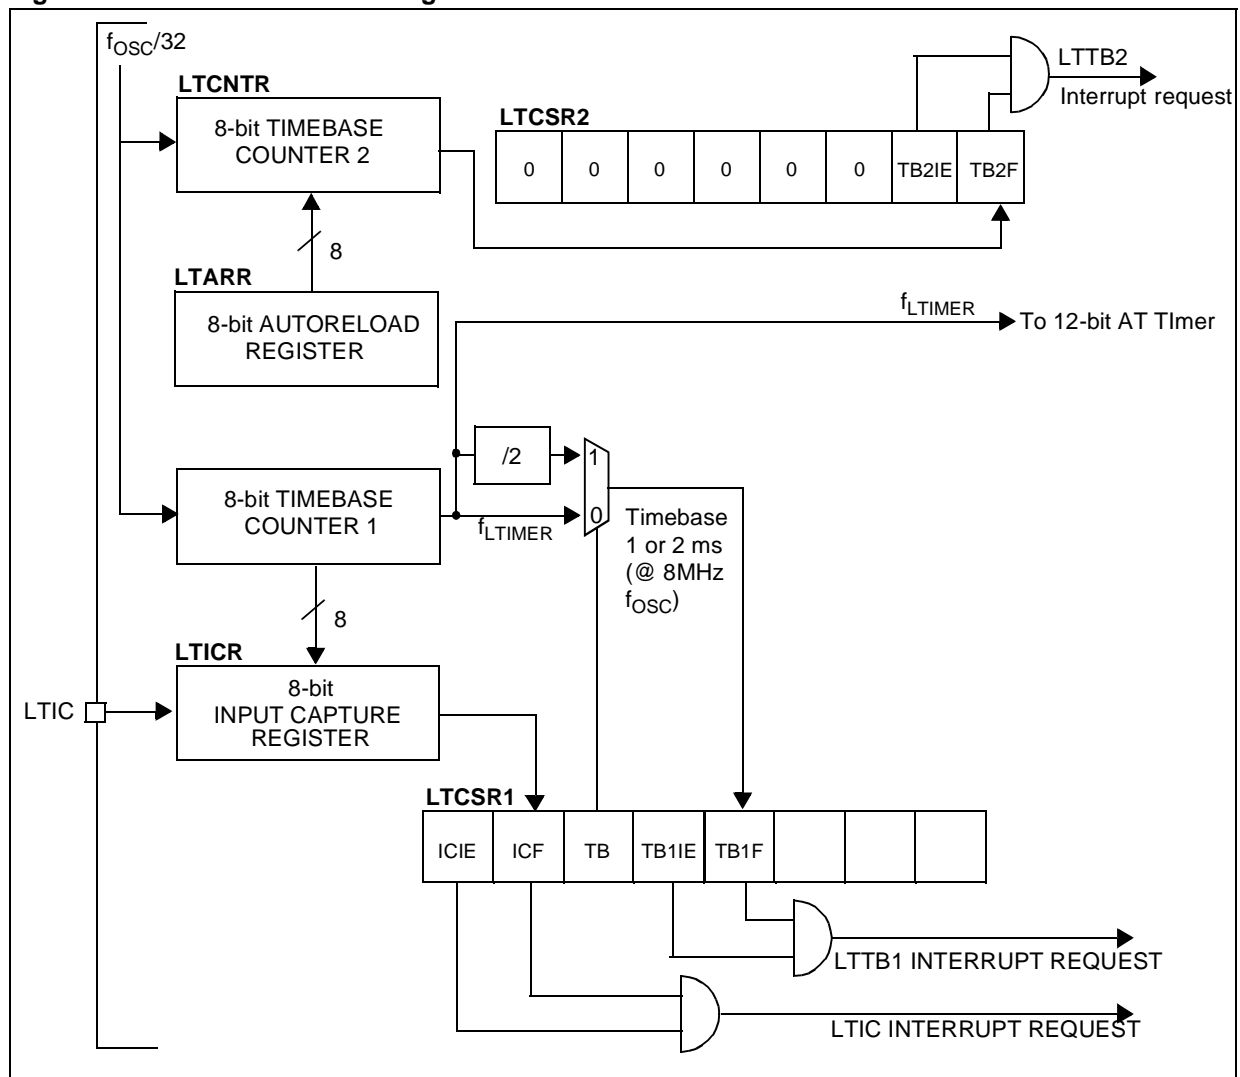 fOSC/32
LTTB2
Interrupt request
LTCNTR
8-bit TIMEBASE
COUNTER 2
LTCSR2
0 0 0 0 0 0 TB2IE TB2F
8
LTARR
8-bit AUTORELOAD
REGISTER
fLTIMER
To 12-bit AT TImer
/2
1
8-bit TIMEBASE
COUNTER 1
fLTIMER
0
Timebase
1 or 2 ms
(@ 8MHz
fOSC)
8
LTICR
8-bit
INPUT CAPTURE
REGISTER
LTIC
LTCSR1
ICIE ICF TB TB1IE TB1F
LTTB1 INTERRUPT REQUEST
LTIC INTERRUPT REQUEST